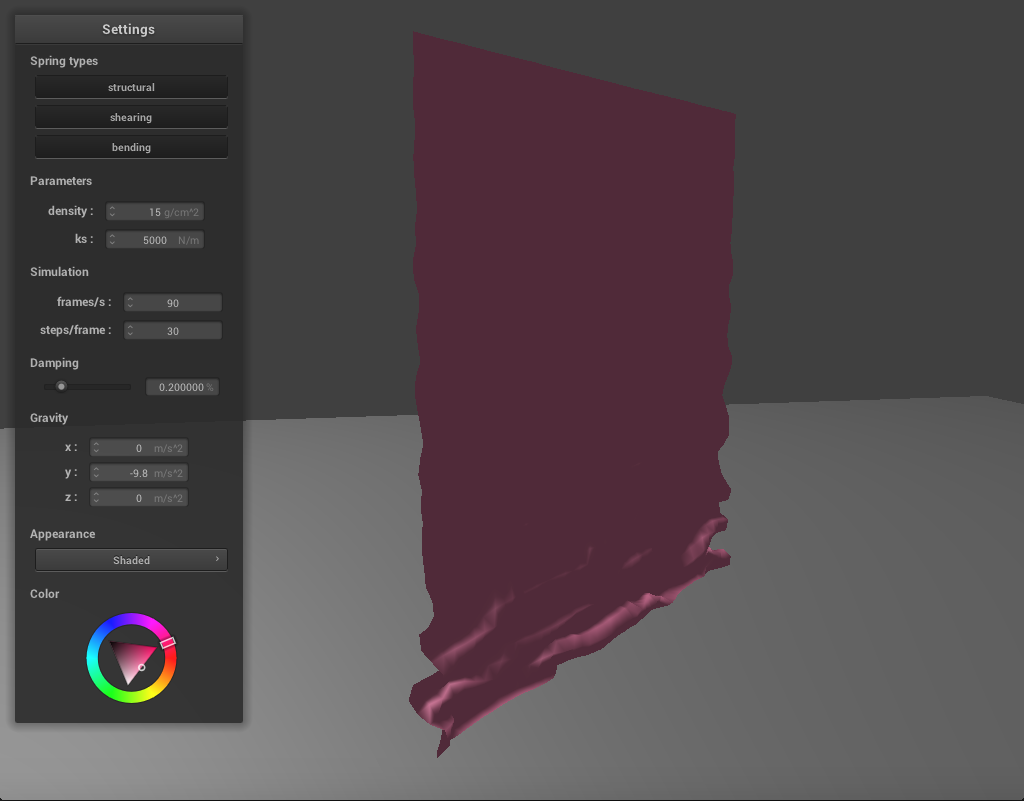 Settings
Spring types
structural
shearing
bending
Parameters
density : 15 g/cm^2
ks : 5000 N/m
Simulation
frames/s : 90
steps/frame : 30
Damping
0.200000 %
Gravity
x : 0 m/s^2
y : -9.8 m/s^2
z : 0 m/s^2
Appearance
Shaded
Color